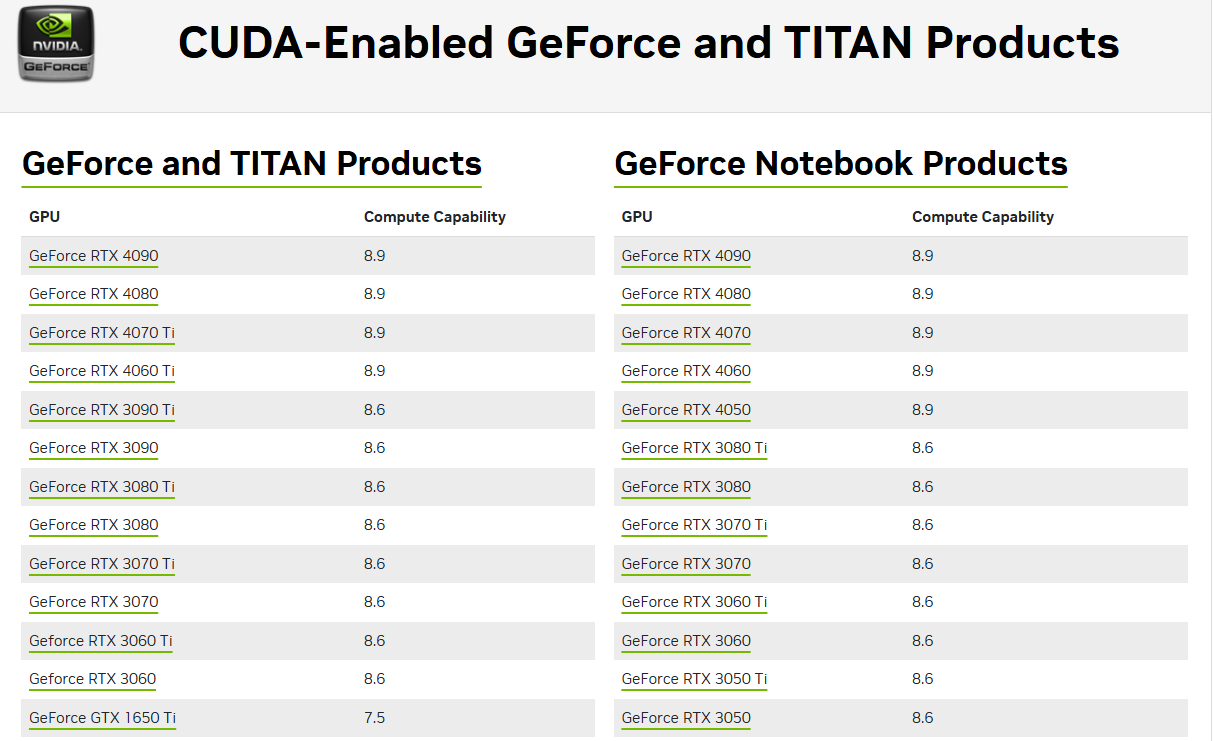 NVIDIA.
GEFORCE
CUDA-Enabled GeForce and TITAN Products
GeForce and TITAN Products
GPU Compute Capability
GeForce RTX 4090 8.9
GeForce RTX 4080 8.9
GeForce RTX 4070 Ti 8.9
GeForce RTX 4060 Ti 8.9
GeForce RTX 3090 Ti 8.6
GeForce RTX 3090 8.6
GeForce RTX 3080 Ti 8.6
GeForce RTX 3080 8.6
GeForce RTX 3070 Ti 8.6
GeForce RTX 3070 8.6
Geforce RTX 3060 Ti 8.6
Geforce RTX 3060 8.6
GeForce GTX 1650 Ti 7.5
GeForce Notebook Products
GPU Compute Capability
GeForce RTX 4090 8.9
GeForce RTX 4080 8.9
GeForce RTX 4070 8.9
GeForce RTX 4060 8.9
GeForce RTX 4050 8.9
GeForce RTX 3080 Ti 8.6
GeForce RTX 3080 8.6
GeForce RTX 3070 Ti 8.6
GeForce RTX 3070 8.6
GeForce RTX 3060 Ti 8.6
GeForce RTX 3060 8.6
GeForce RTX 3050 Ti 8.6
GeForce RTX 3050 8.6